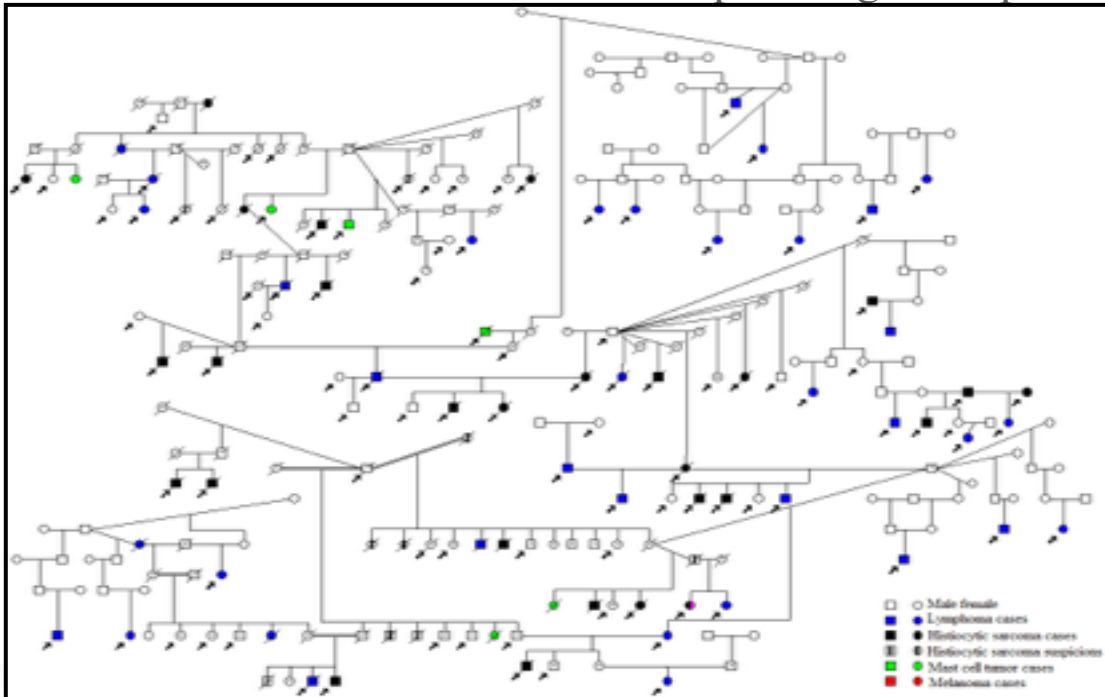 Male female
Lymphoma cases
Histiocytic sarcoma cases
Histiocytic sarcoma suspicions
Mast cell tumor cases
Melanoma cases